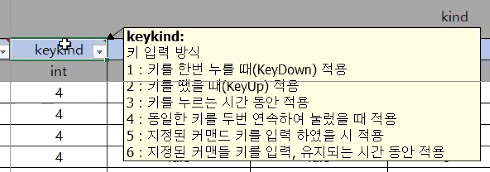 kind
keykind
int
4
4
4
4
keykind:
키 입력 방식
1 : 키를 한번 누를 때(KeyDown) 적용
2 : 키를 땠을 때(KeyUp) 적용
3 : 키를 누르는 시간 동안 적용
4 : 동일한 키를 두번 연속하여 눌렀을 때 적용
5 : 지정된 커맨드 키를 입력 하였을 시 적용
6 : 지정된 커맨들 키를 입력, 유지되는 시간 동안 적용